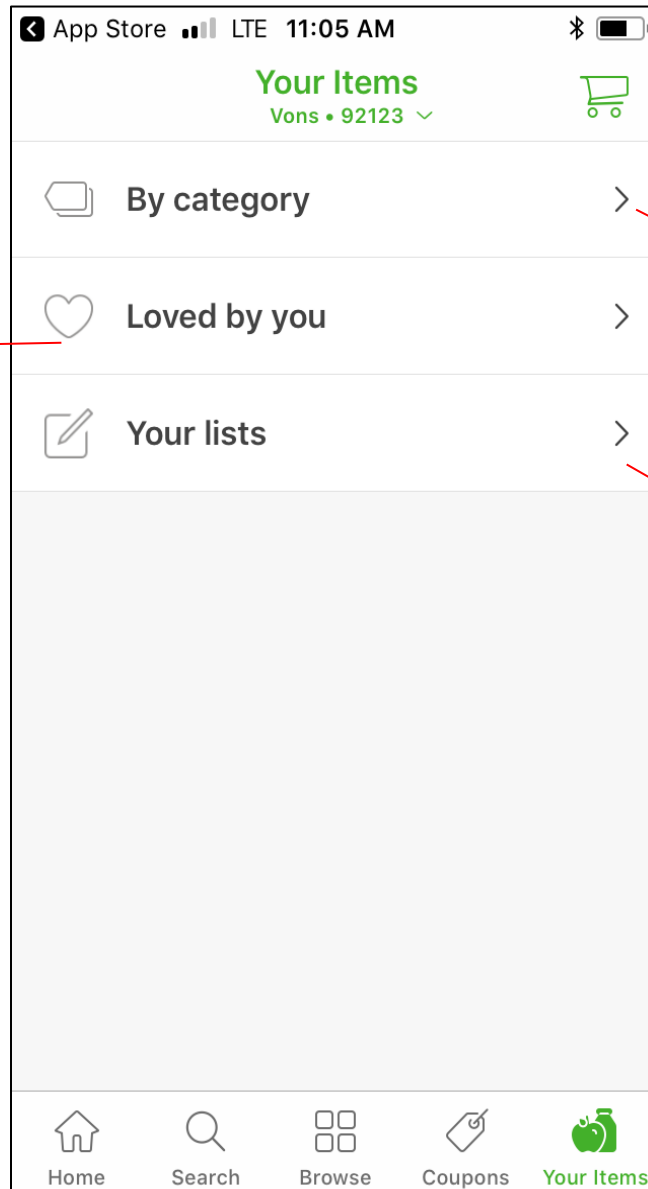 App Store LTE 11:05 AM
Your Items
Vons • 92123
By category
Loved by you
Your lists
Home Search Browse Coupons Your Items